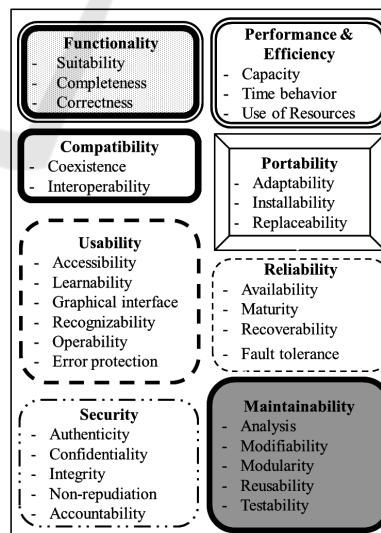 Functionality
- Suitability
- Completeness
- Correctness
Performance &
Efficiency
- Capacity
- Time behavior
- Use of Resources
Compatibility
- Coexistence
- Interoperability
Portability
- Adaptability
- Installability
- Replaceability
Usability
- Accessibility
- Learnability
- Graphical interface
- Recognizability
- Operability
- Error protection
Reliability
- Availability
- Maturity
- Recoverability
- Fault tolerance
Security
- Authenticity
- Confidentiality
- Integrity
- Non-repudiation
- Accountability
Maintainability
- Analysis
- Modifiability
- Modularity
- Reusability
- Testability